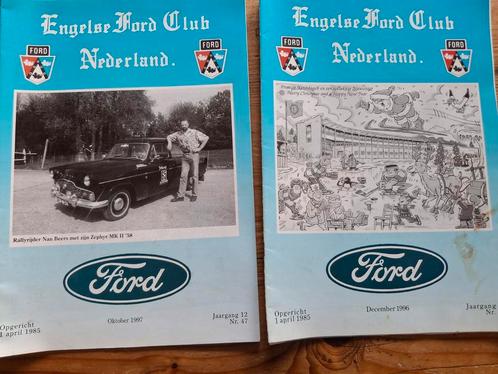 Engelse Ford Club
Nederland.
FORD
FORD
Rallyrijder Nan Beers met zijn Zephyr MK II '58
Ford
Opgericht
1 april 1985
Oktober 1997
Jaargang 12
Nr. 47
Engelse Ford Club
Nederland.
FORD
FORD
Merry Christmas and a Happy New Year
Ford
Opgericht
1 april 1985
December 1996
Jaargang
Nr.